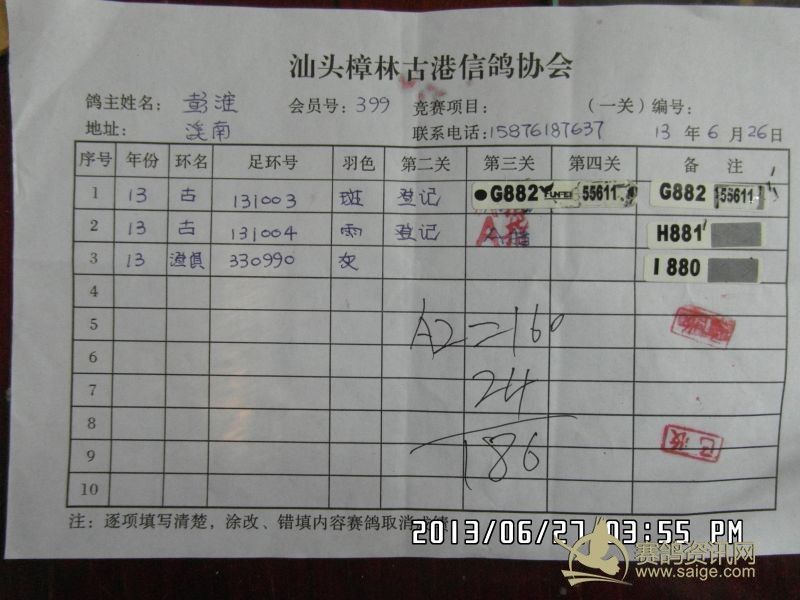 汕头樟林古港信鸽协会
鸽主姓名: 彭淮 会员号: 399 竞赛项目: (一关) 编号:
地址: 溪南 联系电话:15876187637 13 年 6 月 26 日
序号 年份 环名 足环号 羽色 第二关 第三关 第四关 备 注
1 13 古 131003 斑 登记 G882 55611 G882 55611
2 13 古 131004 雨 登记 H881
3 13 澄俱 330990 灰 I 880
4
5 A2=160
6
7 24
8 186
9
10
注: 逐项填写清楚,涂改、错填内容赛鸽取消成绩
2013/06/27 03:55 PM
赛鸽资讯网
www.saige.com